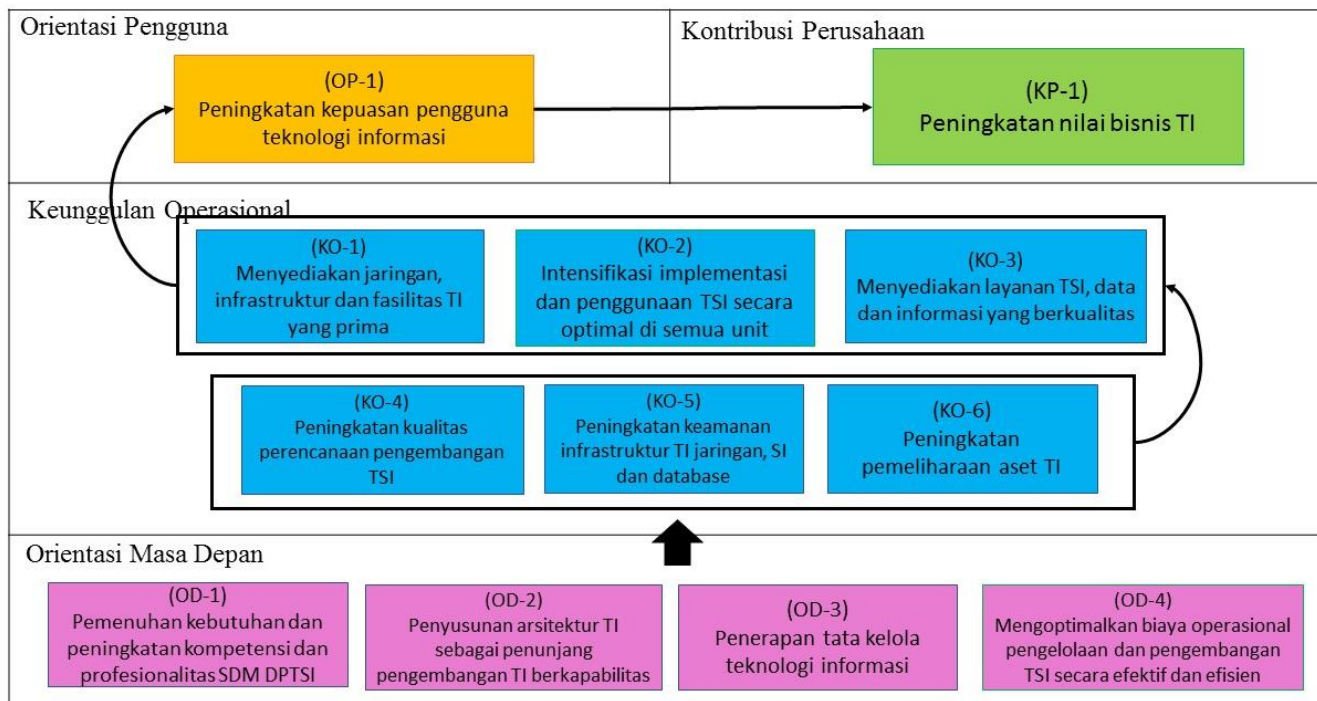 Orientasi Pengguna
(OP-1)
Peningkatan kepuasan pengguna
teknologi informasi
Kontribusi Perusahaan
(KP-1)
Peningkatan nilai bisnis TI
Keunggulan Operasional
(KO-1)
Menyediakan jaringan,
infrastruktur dan fasilitas TI
yang prima
(KO-2)
Intensifikasi implementasi
dan penggunaan TSI secara
optimal di semua unit
(KO-3)
Menyediakan layanan TSI, data
dan informasi yang berkualitas
(KO-4)
Peningkatan kualitas
perencanaan pengembangan
TSI
(KO-5)
Peningkatan keamanan
infrastruktur TI jaringan, SI
dan database
(KO-6)
Peningkatan
pemeliharaan aset TI
Orientasi Masa Depan
(OD-1)
Pemenuhan kebutuhan dan
peningkatan kompetensi dan
profesionalitas SDM DPTSI
(OD-2)
Penyusunan arsitektur TI
sebagai penunjang
pengembangan TI berkapabilitas
(OD-3)
Penerapan tata kelola
teknologi informasi
(OD-4)
Mengoptimalkan biaya operasional
pengelolaan dan pengembangan
TSI secara efektif dan efisien